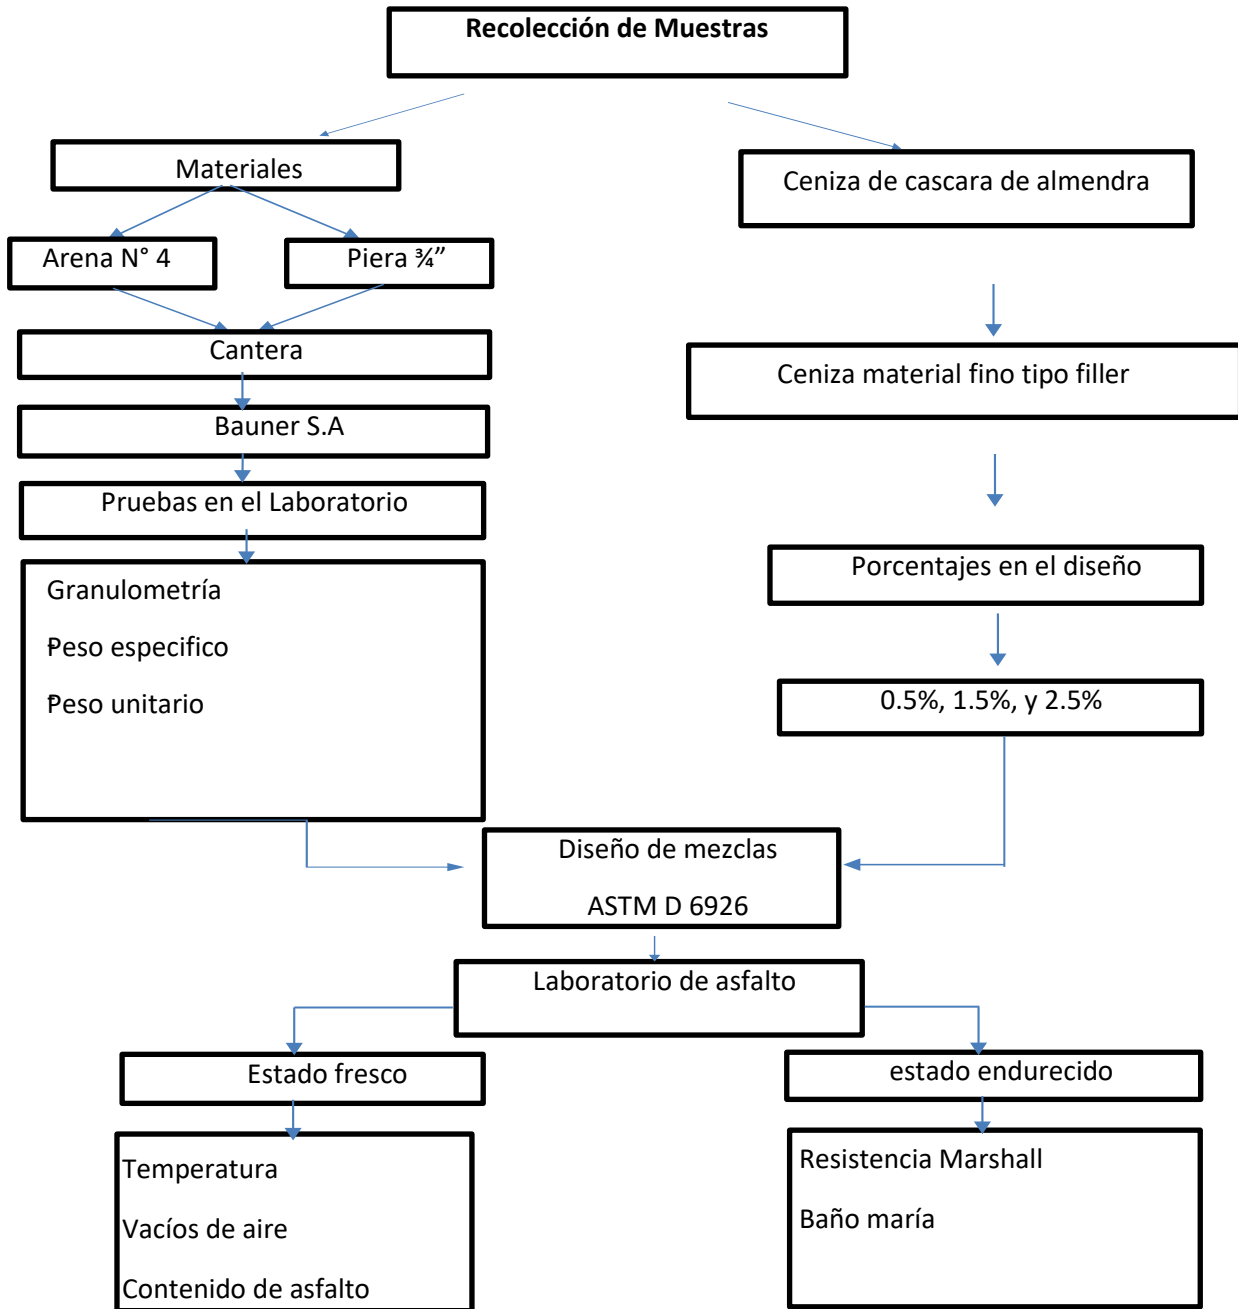 Recolección de Muestras
Materiales
Ceniza de cascara de almendra
Arena N° 4
Piera ¾”
Cantera
Ceniza material fino tipo filler
Bauner S.A
Pruebas en el Laboratorio
Granulometría
Peso especifico
Peso unitario
Porcentajes en el diseño
0.5%, 1.5%, y 2.5%
Diseño de mezclas
ASTM D 6926
Laboratorio de asfalto
Estado fresco
estado endurecido
Temperatura
Vacíos de aire
Contenido de asfalto
Resistencia Marshall
Baño maría